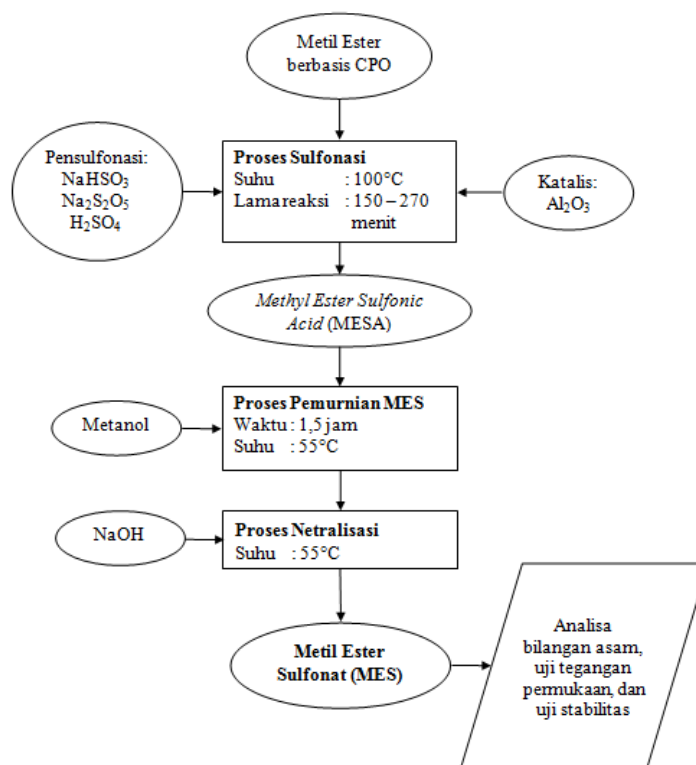 Metil Ester
berbasis CPO
Pensulfonasi:
NaHSO₃
Na₂S₂O₅
H₂SO₄
Proses Sulfonasi
Suhu : 100°C
Lama reaksi : 150 – 270
menit
Katalis:
Al₂O₃
Methyl Ester Sulfonic
Acid (MESA)
Metanol
Proses Pemurnian MES
Waktu : 1,5 jam
Suhu : 55°C
NaOH
Proses Netralisasi
Suhu : 55°C
Metil Ester
Sulfonat (MES)
Analisa
bilangan asam,
uji tegangan
permukaan, dan
uji stabilitas